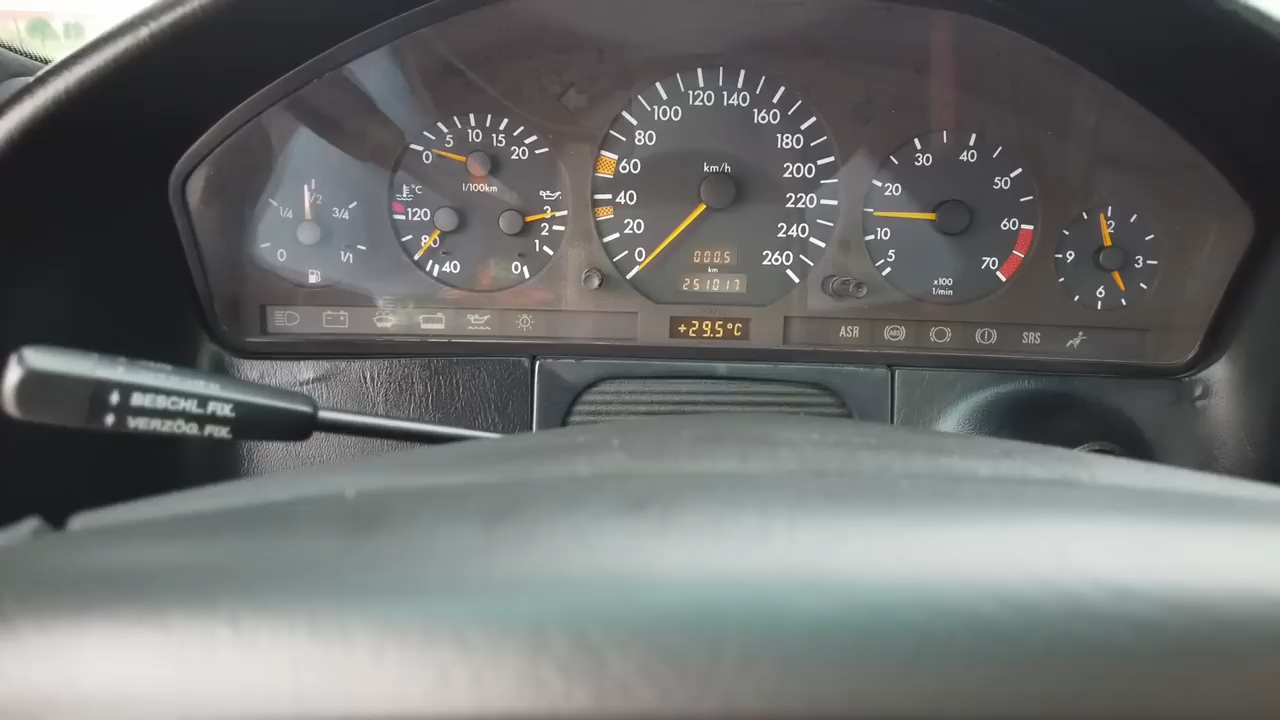 0 1/4 1/2 3/4 1/1
0 5 10 15 20
l/100km
°C
120 80 40
3 2 1 0
0 20 40 60 80 100 120 140 160 180 200 220 240 260
km/h
000.5
km
251017
+29.5°C
5 10 20 30 40 50 60 70
x100
1/min
12 3 6 9
ASR ABS SRS
BESCHL. FIX.
VERZÖG. FIX.